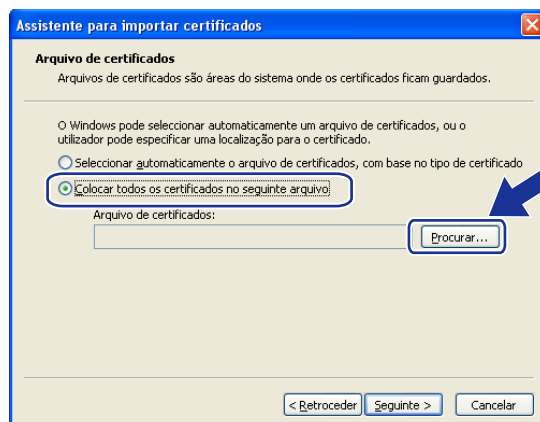 Assistente para importar certificados
Arquivo de certificados
Arquivos de certificados são áreas do sistema onde os certificados ficam guardados.
O Windows pode seleccionar automaticamente um arquivo de certificados, ou o
utilizador pode especificar uma localização para o certificado.
Seleccionar automaticamente o arquivo de certificados, com base no tipo de certificado
Colocar todos os certificados no seguinte arquivo
Arquivo de certificados:
Procurar...
< Retroceder
Seguinte >
Cancelar